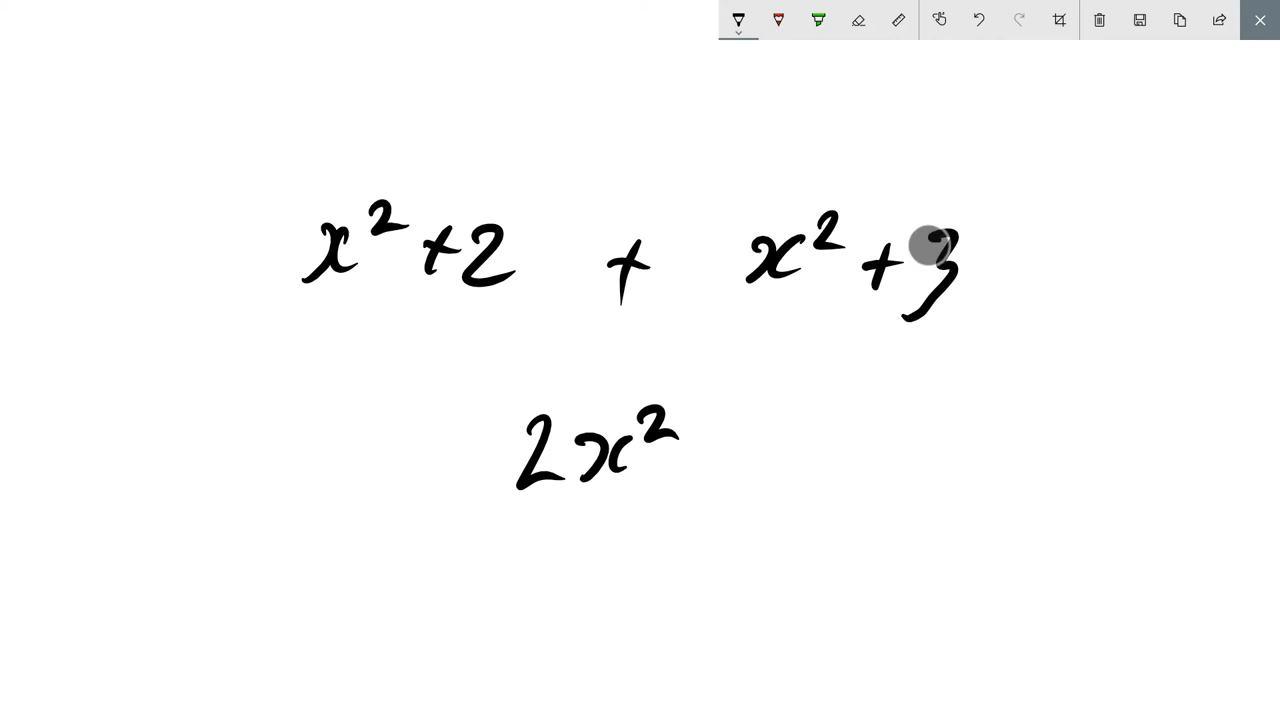 x² +2 + x² +3
2x²